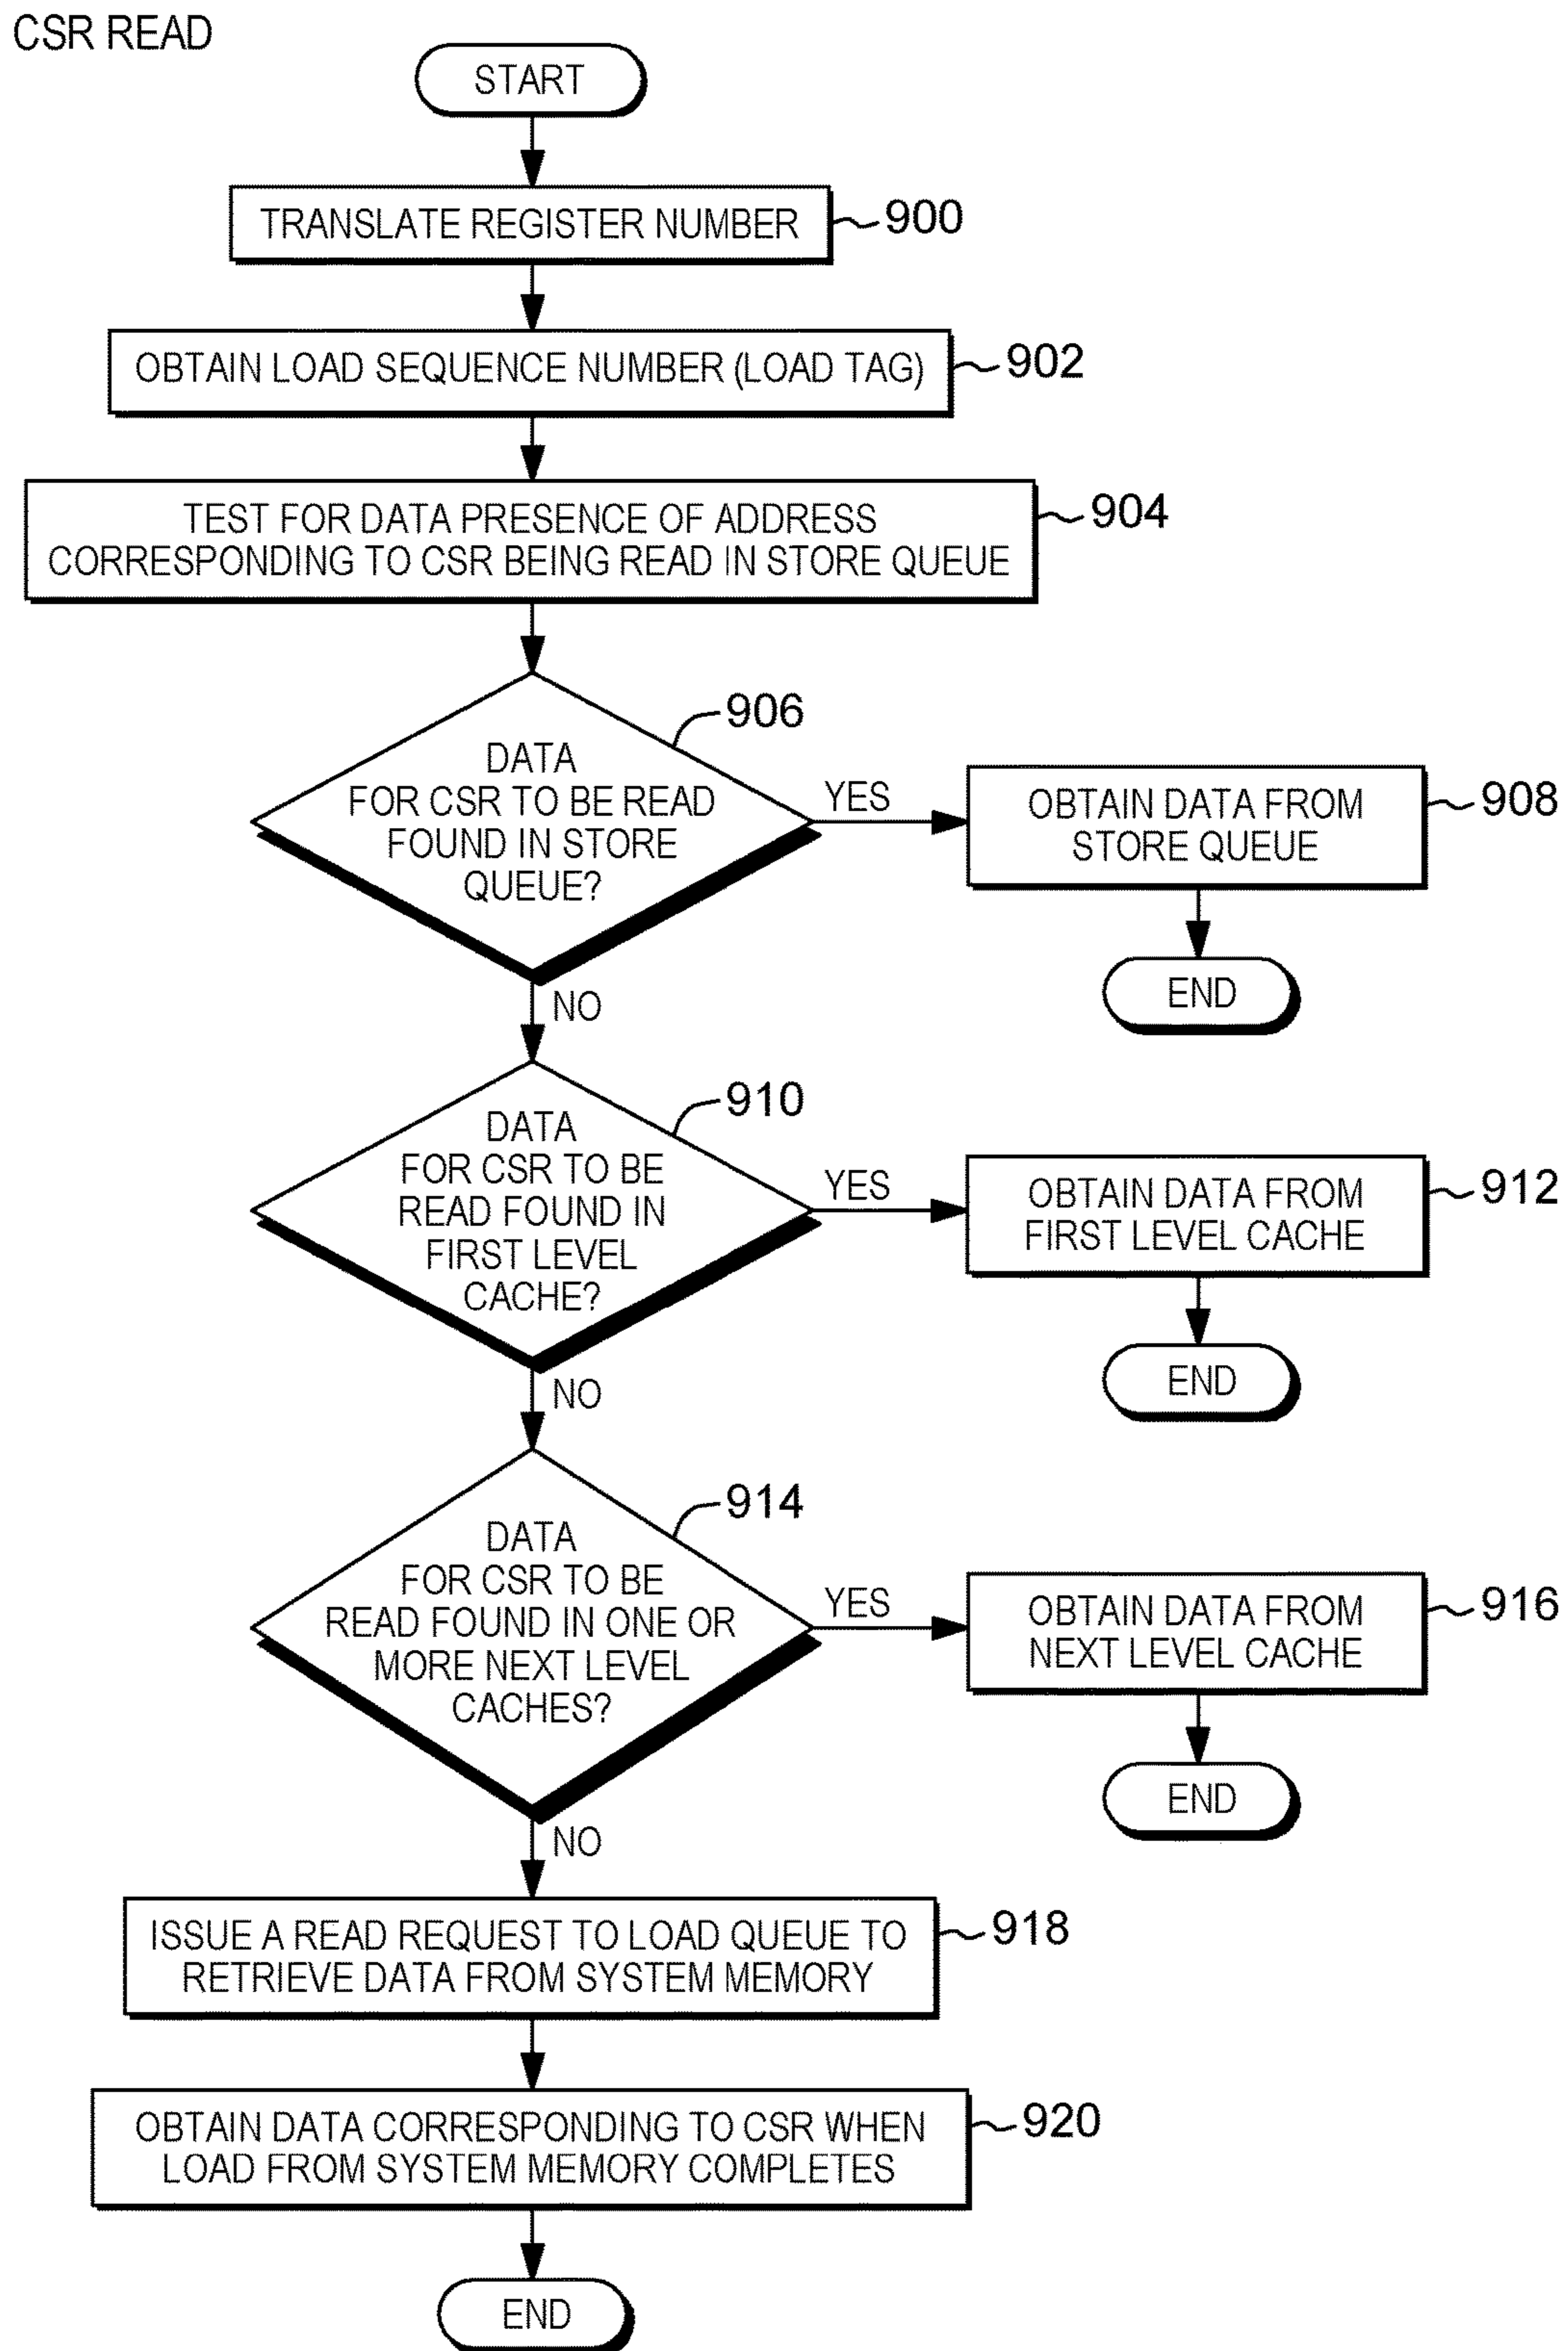 CSR READ
START
TRANSLATE REGISTER NUMBER
900
OBTAIN LOAD SEQUENCE NUMBER (LOAD TAG)
902
TEST FOR DATA PRESENCE OF ADDRESS
CORRESPONDING TO CSR BEING READ IN STORE QUEUE
904
DATA
FOR CSR TO BE READ
FOUND IN STORE
QUEUE?
906
YES
OBTAIN DATA FROM
STORE QUEUE
908
END
NO
DATA
FOR CSR TO BE
READ FOUND IN
FIRST LEVEL
CACHE?
910
YES
OBTAIN DATA FROM
FIRST LEVEL CACHE
912
END
NO
DATA
FOR CSR TO BE
READ FOUND IN ONE OR
MORE NEXT LEVEL
CACHES?
914
YES
OBTAIN DATA FROM
NEXT LEVEL CACHE
916
END
NO
ISSUE A READ REQUEST TO LOAD QUEUE TO
RETRIEVE DATA FROM SYSTEM MEMORY
918
OBTAIN DATA CORRESPONDING TO CSR WHEN
LOAD FROM SYSTEM MEMORY COMPLETES
920
END